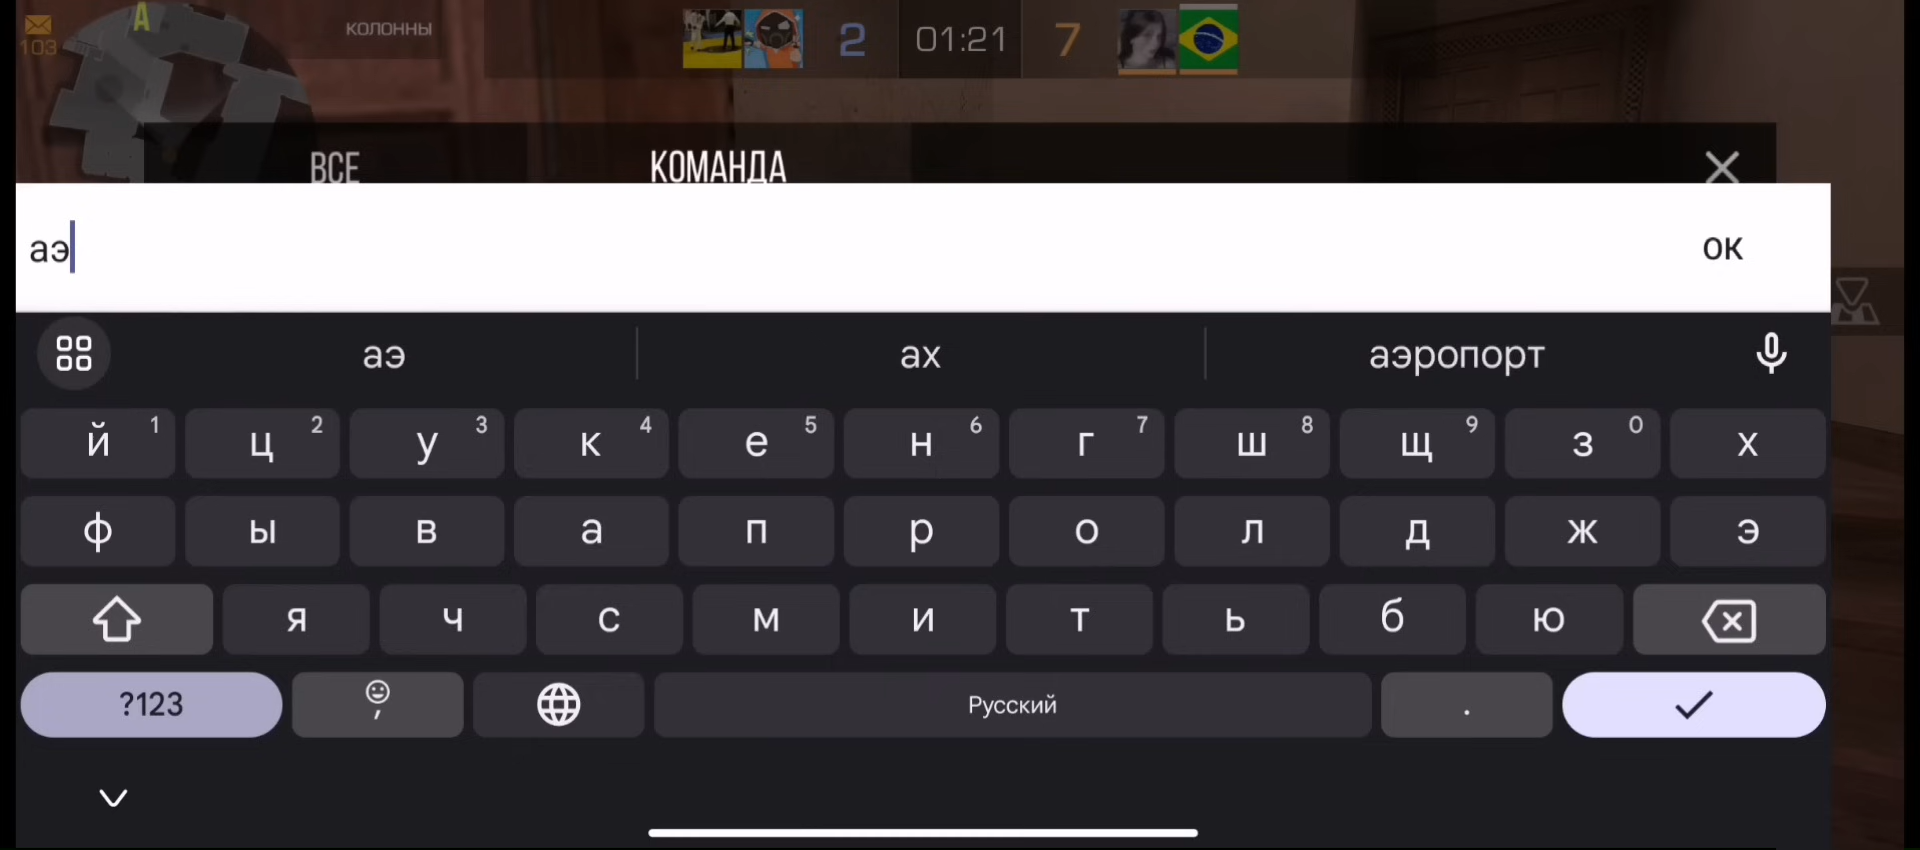 103
A
КОЛОННЫ
2
01:21
7
ВСЕ
КОМАНДА
аэ
ОК
аэ
ах
аэропорт
й 1 ц 2 у 3 к 4 е 5 н 6 г 7 ш 8 щ 9 з 0 х
ф ы в а п р о л д ж э
я ч с м и т ь б ю
?123 , Русский .